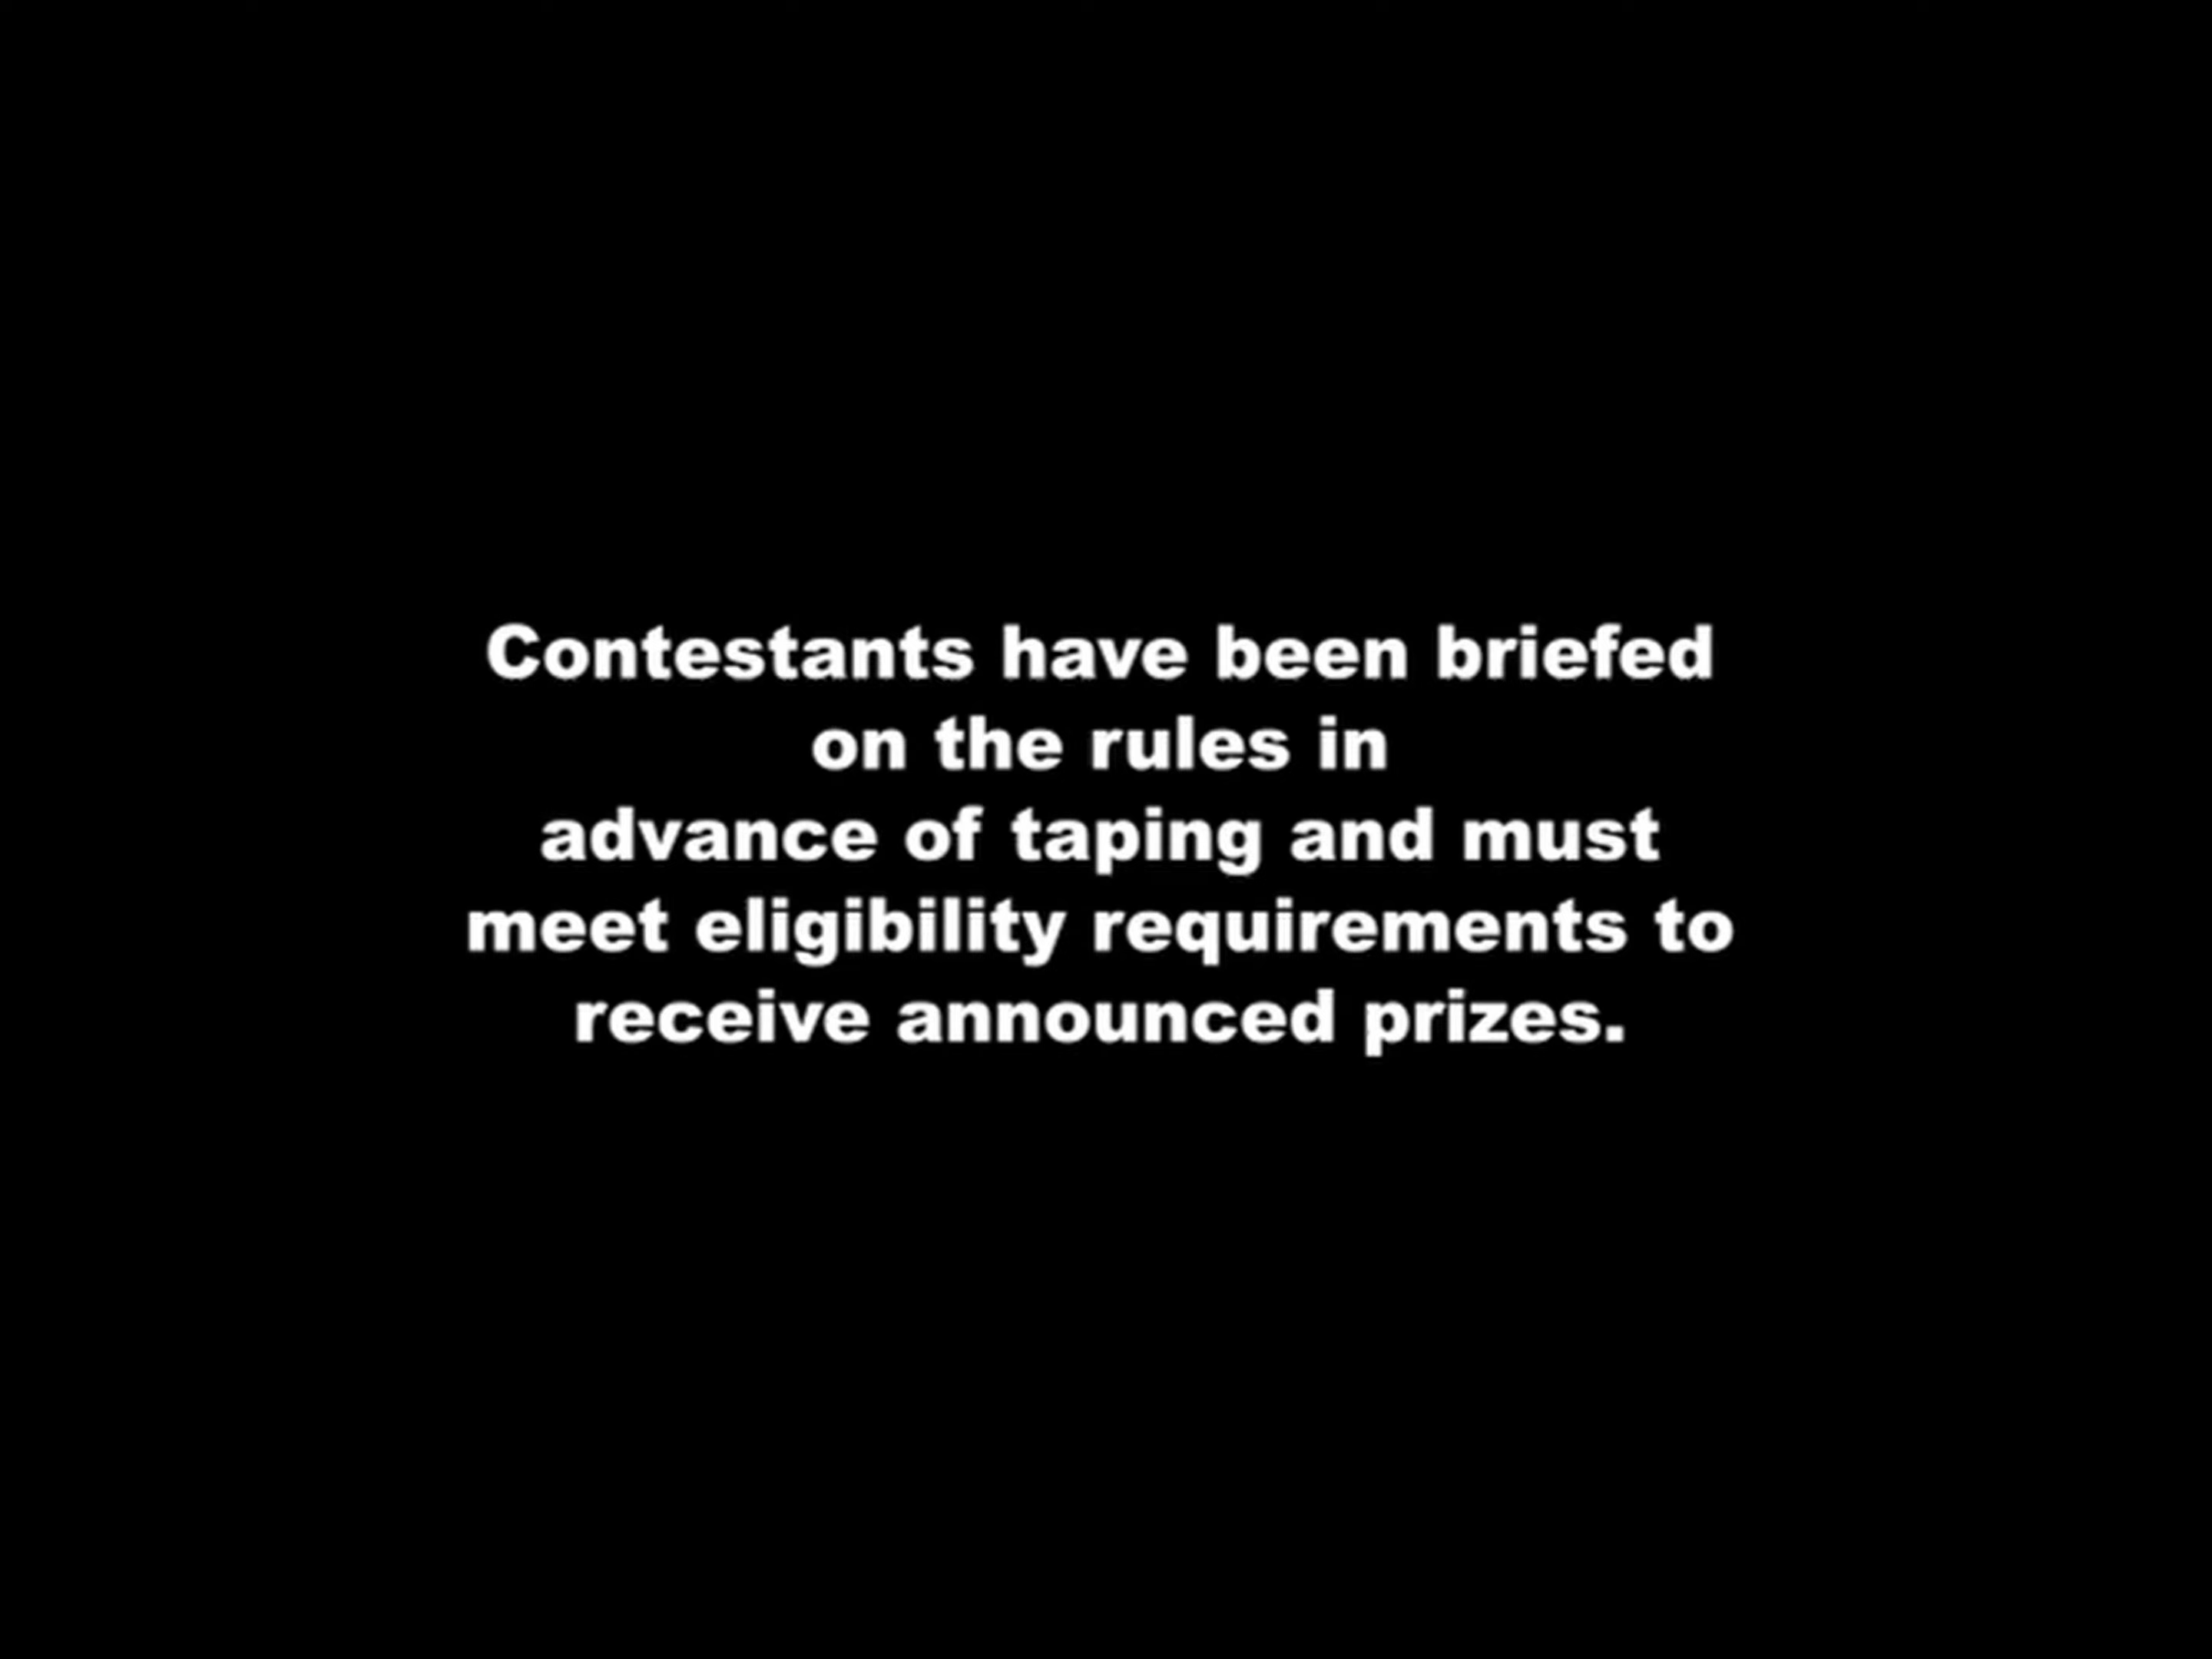 Contestants have been briefed
on the rules in
advance of taping and must
meet eligibility requirements to
receive announced prizes.